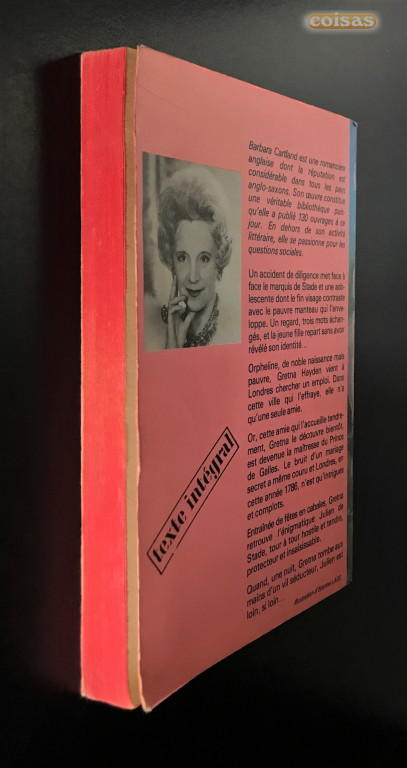 coisas
Barbara Cartland est une romancière
anglaise dont la réputation est
considérable dans tous les pays
anglo-saxons. Son œuvre constitue
une véritable bibliothèque puis-
qu'elle a publié 130 ouvrages à ce
jour. En dehors de son activité
littéraire, elle se passionne pour les
questions sociales.
Un accident de diligence met face à
face le marquis de Stade et une ado-
lescente dont le fin visage contraste
avec le pauvre manteau qui l'enve-
loppe. Un regard, trois mots échan-
gés, et la jeune fille repart sans avoir
révélé son identité...
Orpheline, de noble naissance mais
pauvre, Gretna Hayden vient à
Londres chercher un emploi. Dans
cette ville qui l'effraye, elle n'a
qu'une seule amie.
Or, cette amie qui l'accueille tendre-
ment, Gretna le découvre bientôt,
est devenue la maîtresse du Prince
de Galles. Le bruit d'un mariage
secret a même couru et Londres, en
cette année 1786, n'est qu'intrigues
et complots.
Entraînée de fêtes en cabales, Gretna
retrouve l'énigmatique Julien de
Stade, tour à tour hostile et tendre,
protecteur et insaisissable.
Quand, une nuit, Gretna tombe aux
mains d'un vil séducteur, Julien est
loin, si loin...
Illustration d'
texte intégral